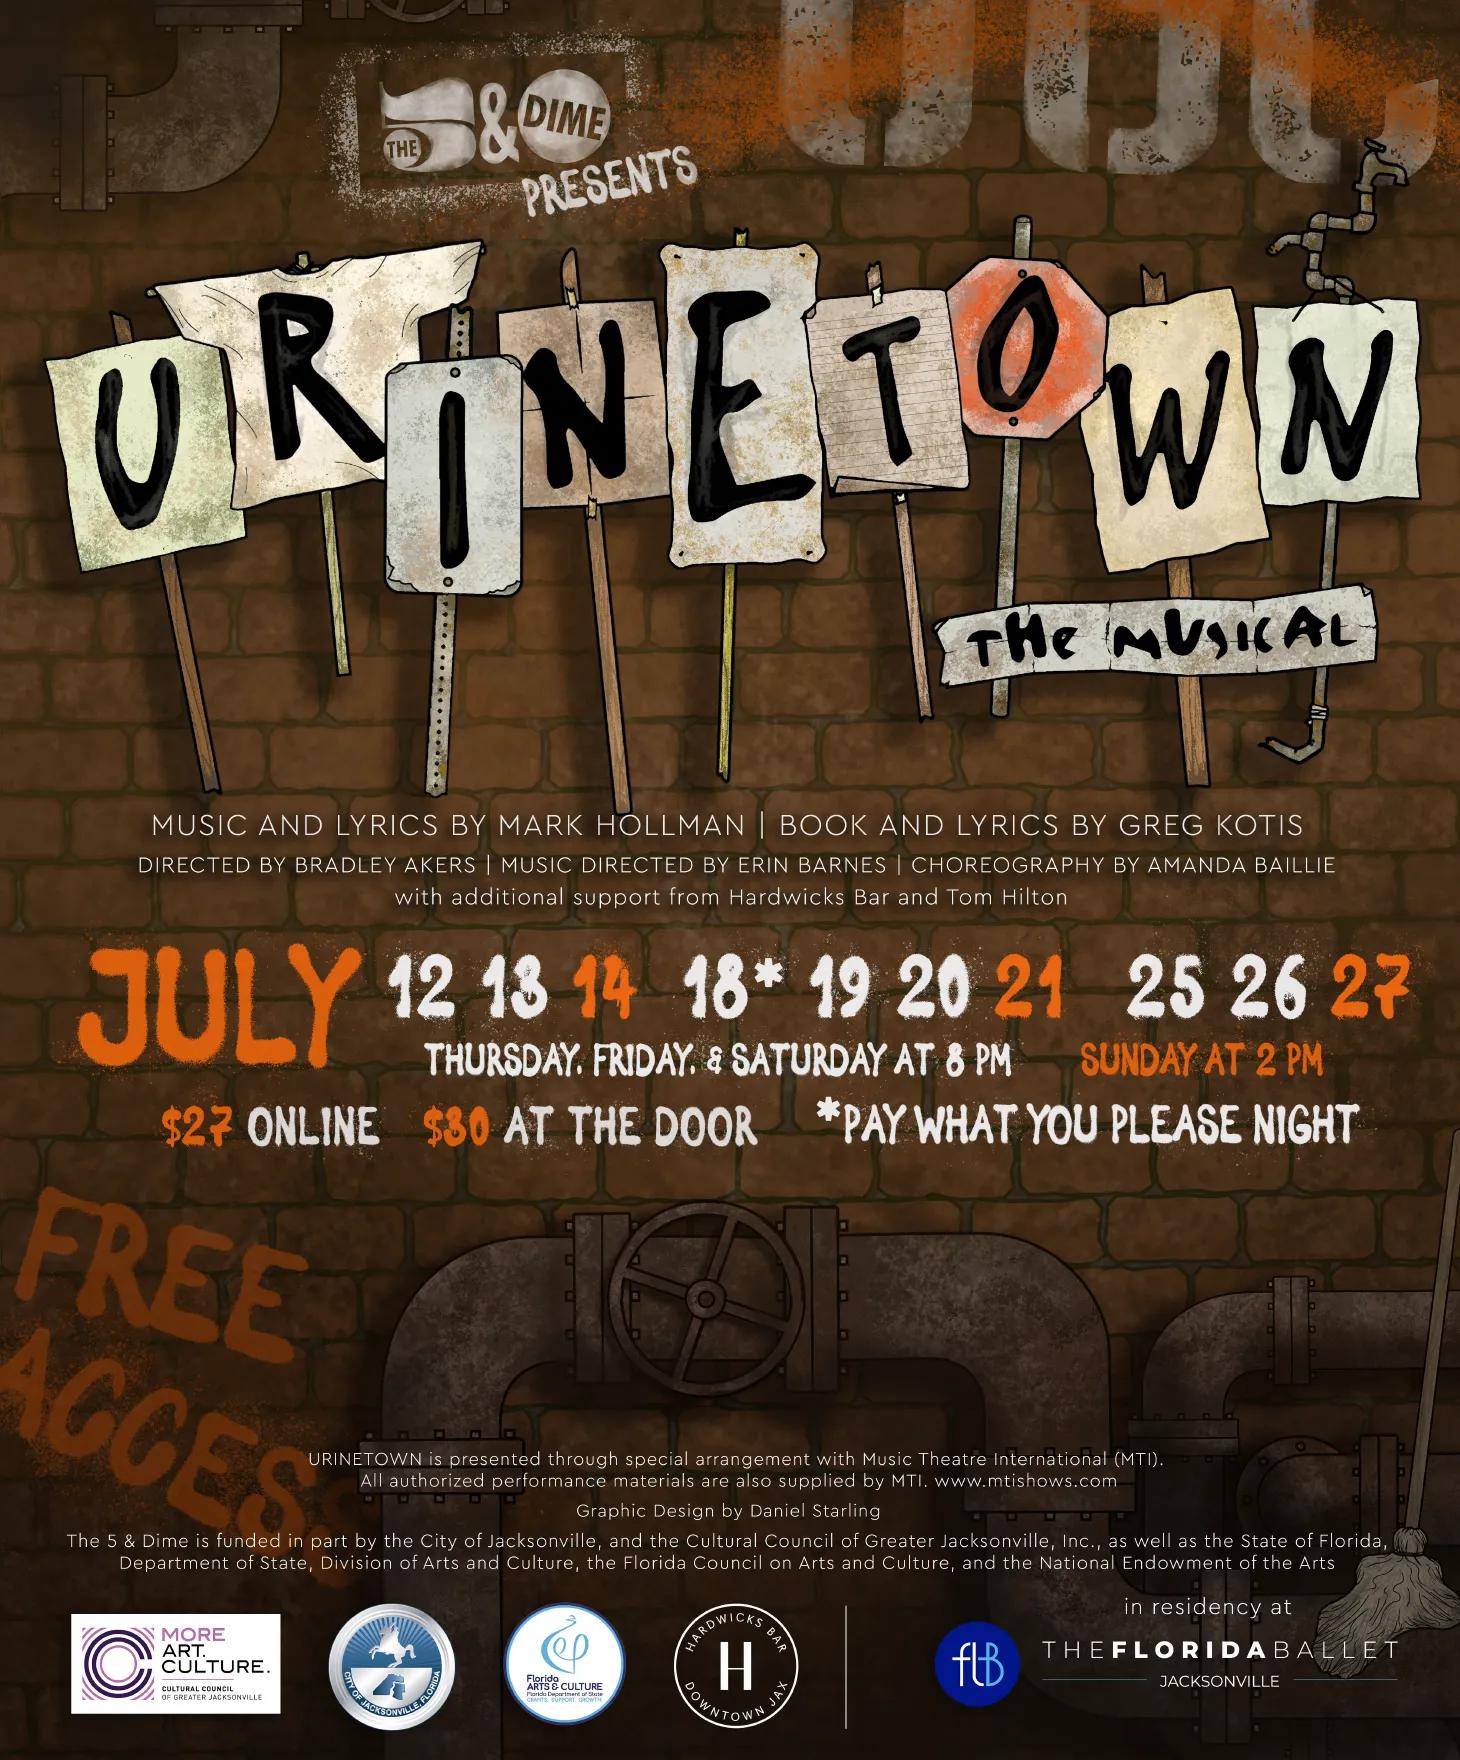 THE 5 & DIME
PRESENTS
URINETOWN
THE MUSICAL
MUSIC AND LYRICS BY MARK HOLLMAN | BOOK AND LYRICS BY GREG KOTIS
DIRECTED BY BRADLEY AKERS | MUSIC DIRECTED BY ERIN BARNES | CHOREOGRAPHY BY AMANDA BAILLIE
with additional support from Hardwicks Bar and Tom Hilton
JULY 12 13 14 18* 19 20 21 25 26 27
THURSDAY, FRIDAY, & SATURDAY AT 8 PM SUNDAY AT 2 PM
$27 ONLINE $30 AT THE DOOR *PAY WHAT YOU PLEASE NIGHT
FREE
ACCESS
URINETOWN is presented through special arrangement with Music Theatre International (MTI).
All authorized performance materials are also supplied by MTI. www.mtishows.com
Graphic Design by Daniel Starling
The 5 & Dime is funded in part by the City of Jacksonville, and the Cultural Council of Greater Jacksonville, Inc., as well as the State of Florida,
Department of State, Division of Arts and Culture, the Florida Council on Arts and Culture, and the National Endowment of the Arts
MORE
ART.
CULTURE.
CULTURAL COUNCIL
OF GREATER JACKSONVILLE
CITY OF JACKSONVILLE, FLORIDA
Florida
ARTS & CULTURE
Florida Department of State
GRANTS. SUPPORT. GROWTH.
HARDWICKS BAR
H
DOWNTOWN JAX
in residency at
flB
THE FLORIDA BALLET
JACKSONVILLE